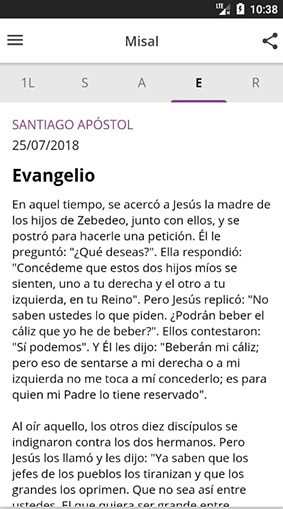 LTE 10:38
Misal
1L S A E R
SANTIAGO APÓSTOL
25/07/2018
Evangelio
En aquel tiempo, se acercó a Jesús la madre de
los hijos de Zebedeo, junto con ellos, y se
postró para hacerle una petición. Él le
preguntó: "¿Qué deseas?". Ella respondió:
"Concédeme que estos dos hijos míos se
sienten, uno a tu derecha y el otro a tu
izquierda, en tu Reino". Pero Jesús replicó: "No
saben ustedes lo que piden. ¿Podrán beber el
cáliz que yo he de beber?". Ellos contestaron:
"Sí podemos". Y Él les dijo: "Beberán mi cáliz;
pero eso de sentarse a mi derecha o a mi
izquierda no me toca a mí concederlo; es para
quien mi Padre lo tiene reservado".
Al oír aquello, los otros diez discípulos se
indignaron contra los dos hermanos. Pero
Jesús los llamó y les dijo: "Ya saben que los
jefes de los pueblos los tiranizan y que los
grandes los oprimen. Que no sea así entre
ustedes. El que quiera ser grande entre